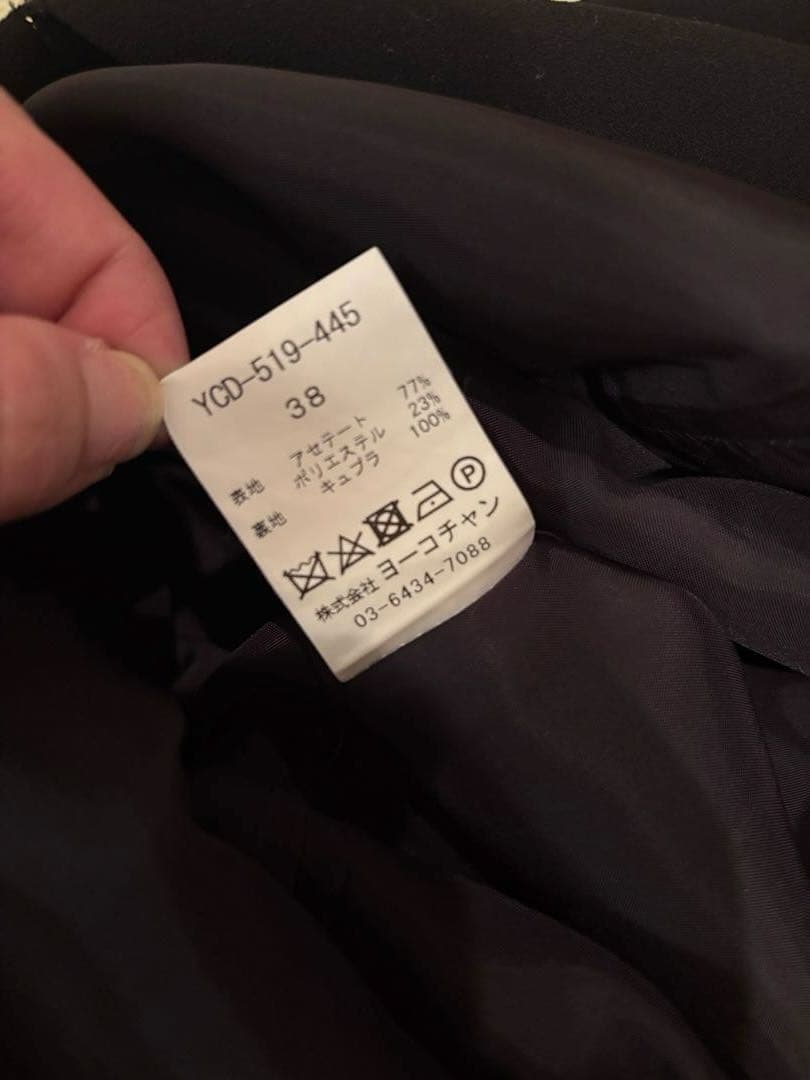 YCD-519-445
38
表地 アセテート 77%
ポリエステル 23%
裏地 キュプラ 100%
P
株式会社 ヨーコチャン
03-6434-7088